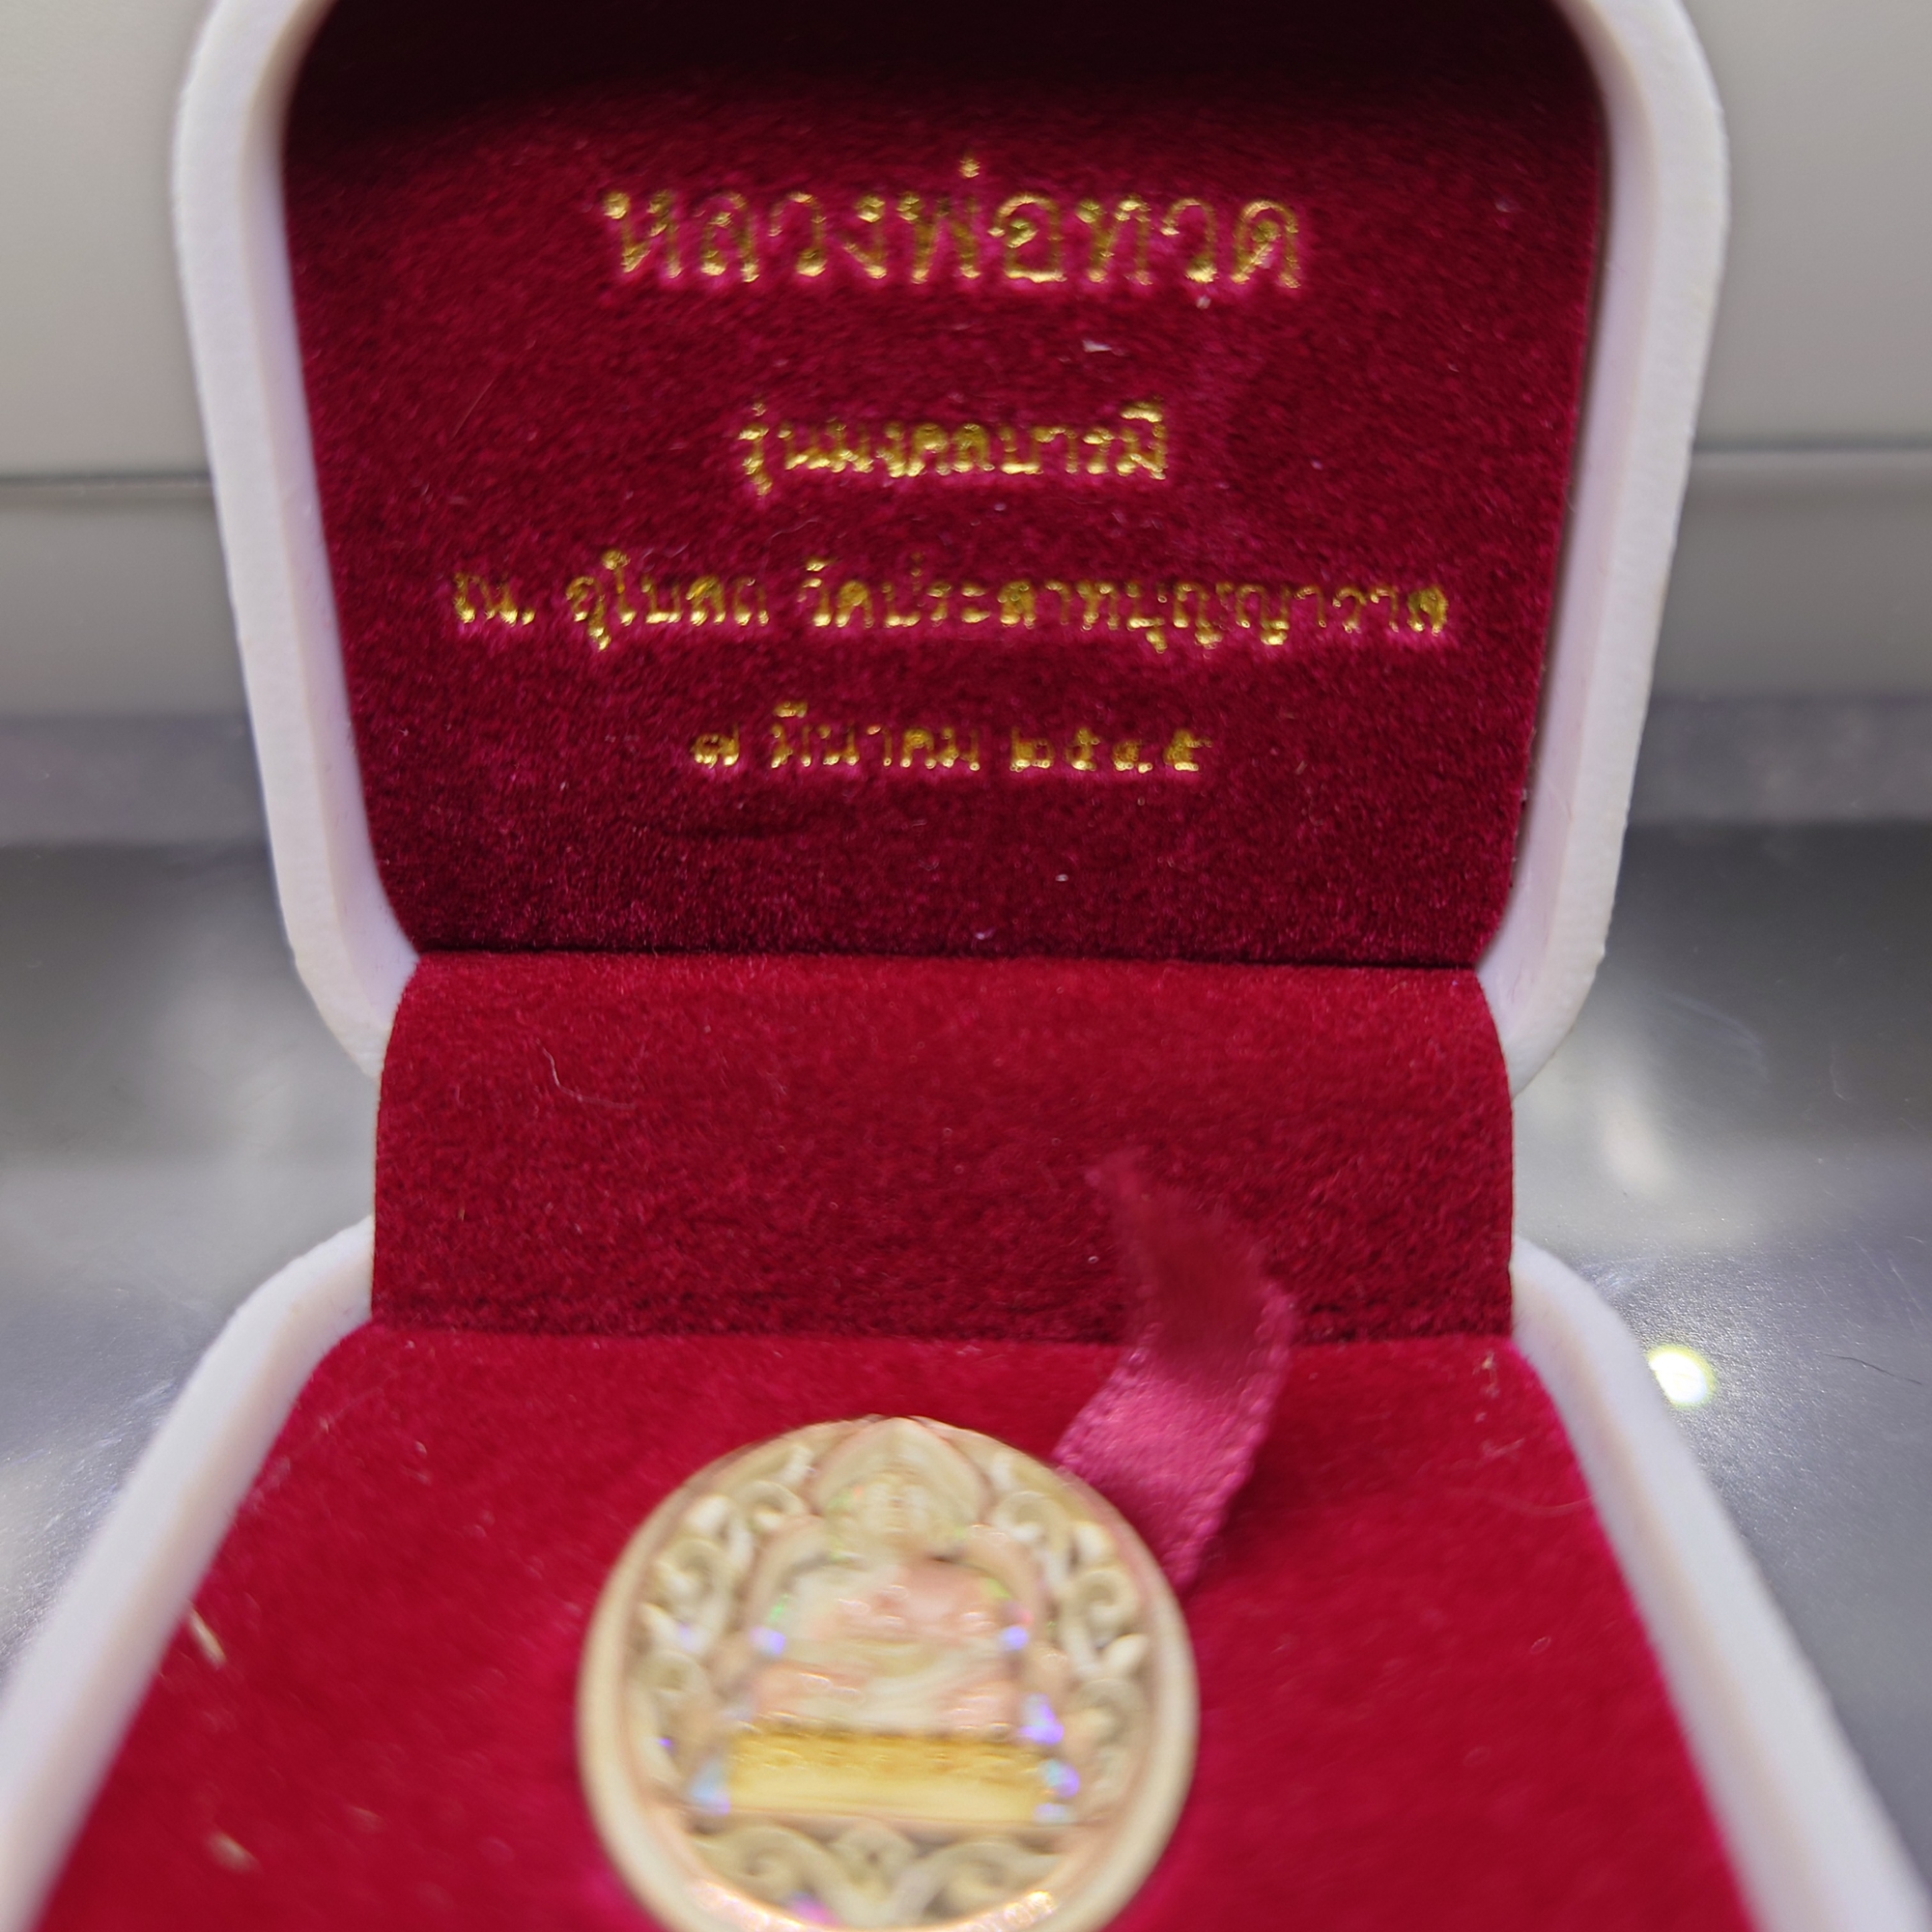 หลวงพ่อทวด
รุ่นมงคลบารมี
ณ. อุโบสถ วัดประสาทบุญญาวาส
๗ มีนาคม ๒๕๔๕